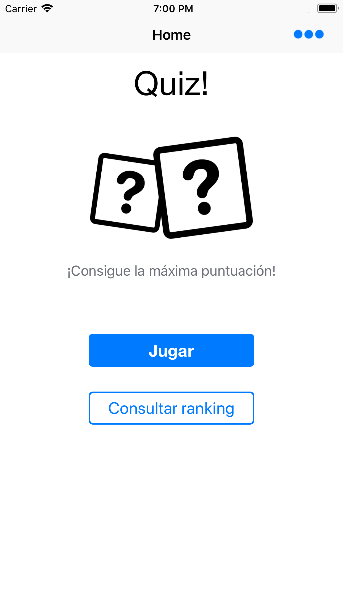 Carrier 7:00 PM
Home
Quiz!
? ?
¡Consigue la máxima puntuación!
Jugar
Consultar ranking